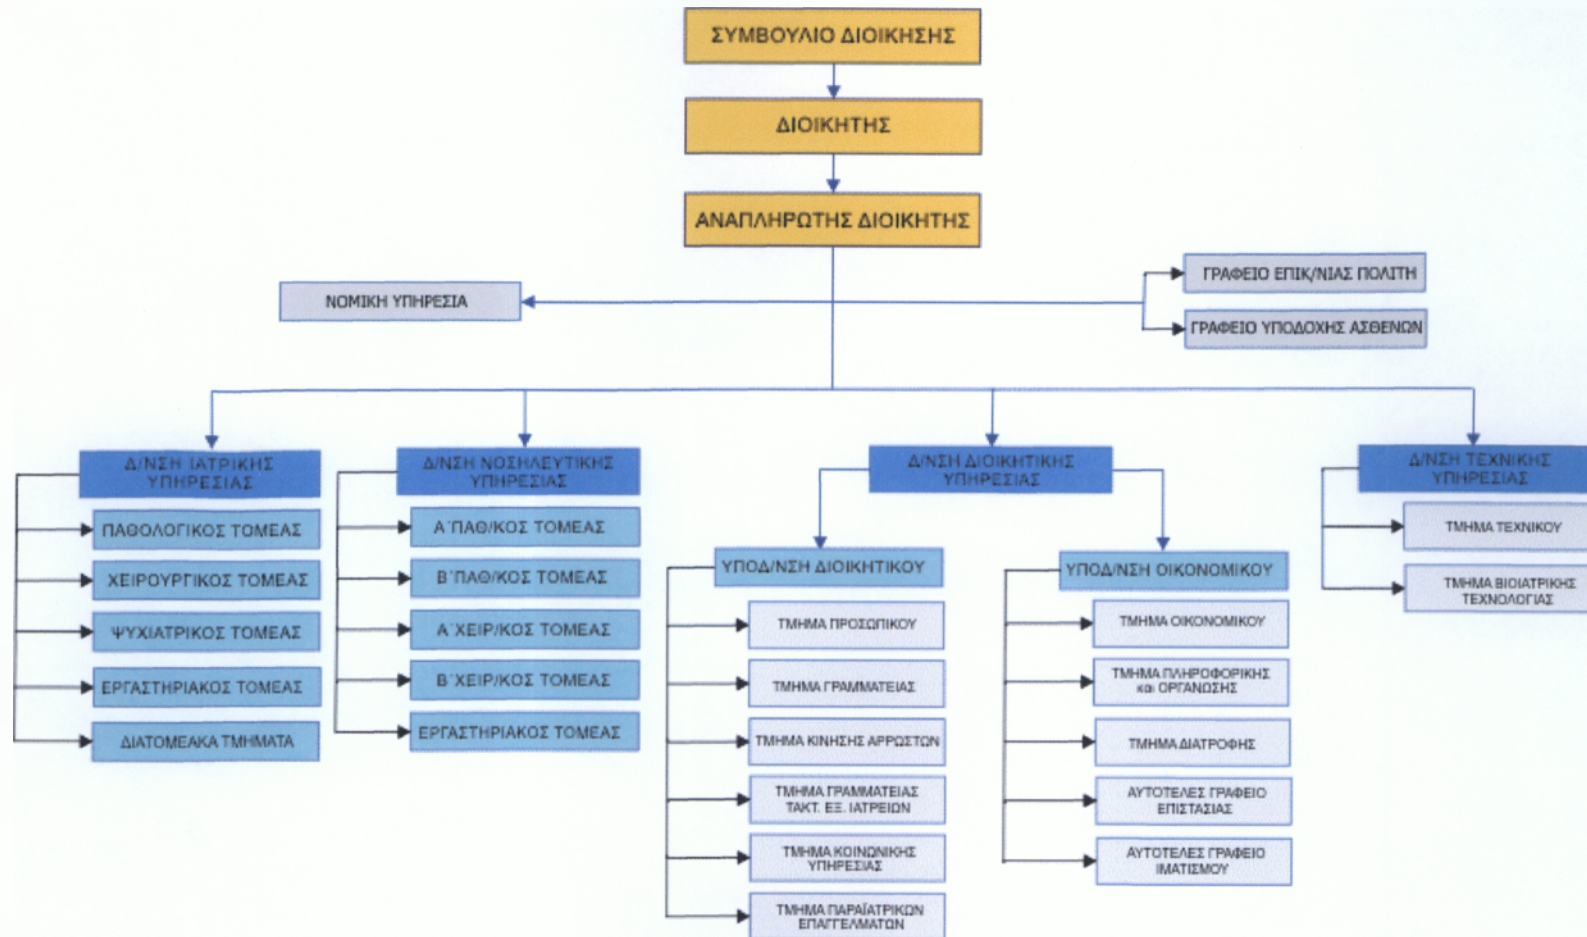 ΣΥΜΒΟΥΛΙΟ ΔΙΟΙΚΗΣΗΣ
ΔΙΟΙΚΗΤΗΣ
ΑΝΑΠΛΗΡΩΤΗΣ ΔΙΟΙΚΗΤΗΣ
ΝΟΜΙΚΗ ΥΠΗΡΕΣΙΑ
ΓΡΑΦΕΙΟ ΕΠΙΚ/ΝΙΑΣ ΠΟΛΙΤΗ
ΓΡΑΦΕΙΟ ΥΠΟΔΟΧΗΣ ΑΣΘΕΝΩΝ
Δ/ΝΣΗ ΙΑΤΡΙΚΗΣ
ΥΠΗΡΕΣΙΑΣ
ΠΑΘΟΛΟΓΙΚΟΣ ΤΟΜΕΑΣ
ΧΕΙΡΟΥΡΓΙΚΟΣ ΤΟΜΕΑΣ
ΨΥΧΙΑΤΡΙΚΟΣ ΤΟΜΕΑΣ
ΕΡΓΑΣΤΗΡΙΑΚΟΣ ΤΟΜΕΑΣ
ΔΙΑΤΟΜΕΑΚΑ ΤΜΗΜΑΤΑ
Δ/ΝΣΗ ΝΟΣΗΛΕΥΤΙΚΗΣ
ΥΠΗΡΕΣΙΑΣ
Α΄ΠΑΘ/ΚΟΣ ΤΟΜΕΑΣ
Β΄ΠΑΘ/ΚΟΣ ΤΟΜΕΑΣ
Α΄ΧΕΙΡ/ΚΟΣ ΤΟΜΕΑΣ
Β΄ΧΕΙΡ/ΚΟΣ ΤΟΜΕΑΣ
ΕΡΓΑΣΤΗΡΙΑΚΟΣ ΤΟΜΕΑΣ
Δ/ΝΣΗ ΔΙΟΙΚΗΤΙΚΗΣ
ΥΠΗΡΕΣΙΑΣ
ΥΠΟΔ/ΝΣΗ ΔΙΟΙΚΗΤΙΚΟΥ
ΤΜΗΜΑ ΠΡΟΣΩΠΙΚΟΥ
ΤΜΗΜΑ ΓΡΑΜΜΑΤΕΙΑΣ
ΤΜΗΜΑ ΚΙΝΗΣΗΣ ΑΡΡΩΣΤΩΝ
ΤΜΗΜΑ ΓΡΑΜΜΑΤΕΙΑΣ
ΤΑΚΤ. ΕΞ. ΙΑΤΡΕΙΩΝ
ΤΜΗΜΑ ΚΟΙΝΩΝΙΚΗΣ
ΥΠΗΡΕΣΙΑΣ
ΤΜΗΜΑ ΠΑΡΑΪΑΤΡΙΚΩΝ
ΕΠΑΓΓΕΛΜΑΤΩΝ
ΥΠΟΔ/ΝΣΗ ΟΙΚΟΝΟΜΙΚΟΥ
ΤΜΗΜΑ ΟΙΚΟΝΟΜΙΚΟΥ
ΤΜΗΜΑ ΠΛΗΡΟΦΟΡΙΚΗΣ
και ΟΡΓΑΝΩΣΗΣ
ΤΜΗΜΑ ΔΙΑΤΡΟΦΗΣ
ΑΥΤΟΤΕΛΕΣ ΓΡΑΦΕΙΟ
ΕΠΙΣΤΑΣΙΑΣ
ΑΥΤΟΤΕΛΕΣ ΓΡΑΦΕΙΟ
ΙΜΑΤΙΣΜΟΥ
Δ/ΝΣΗ ΤΕΧΝΙΚΗΣ
ΥΠΗΡΕΣΙΑΣ
ΤΜΗΜΑ ΤΕΧΝΙΚΟΥ
ΤΜΗΜΑ ΒΙΟΙΑΤΡΙΚΗΣ
ΤΕΧΝΟΛΟΓΙΑΣ